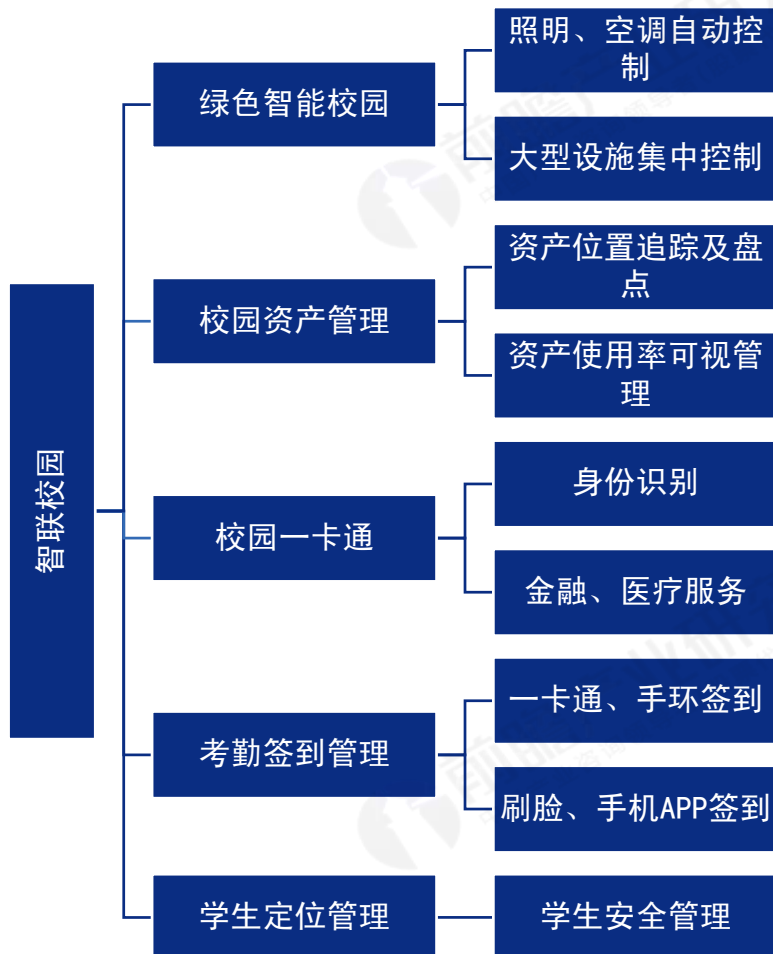 智联校园
绿色智能校园
照明、空调自动控
制
大型设施集中控制
校园资产管理
资产位置追踪及盘
点
资产使用率可视管
理
校园一卡通
身份识别
金融、医疗服务
考勤签到管理
一卡通、手环签到
刷脸、手机APP签到
学生定位管理
学生安全管理